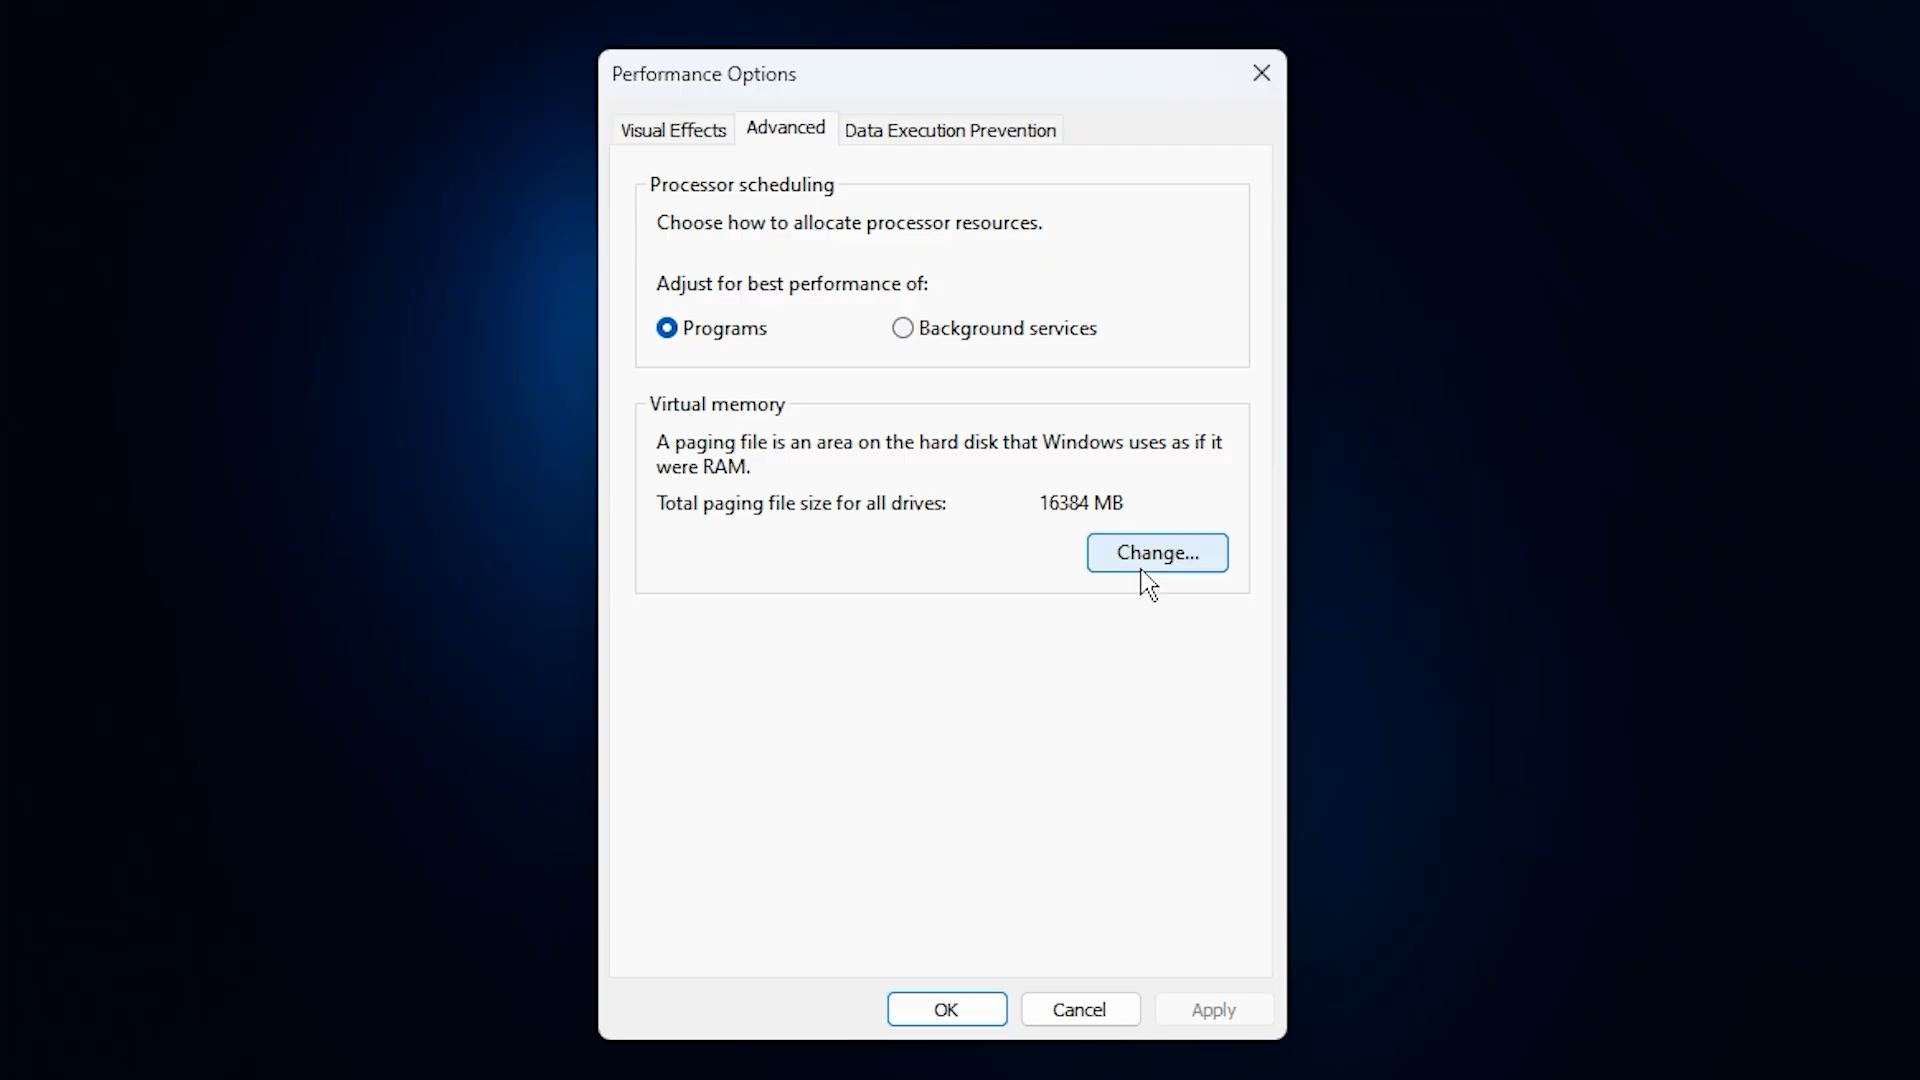 Performance Options
Visual Effects
Advanced
Data Execution Prevention
Processor scheduling
Choose how to allocate processor resources.
Adjust for best performance of:
Programs
Background services
Virtual memory
A paging file is an area on the hard disk that Windows uses as if it
were RAM.
Total paging file size for all drives: 16384 MB
Change...
OK
Cancel
Apply